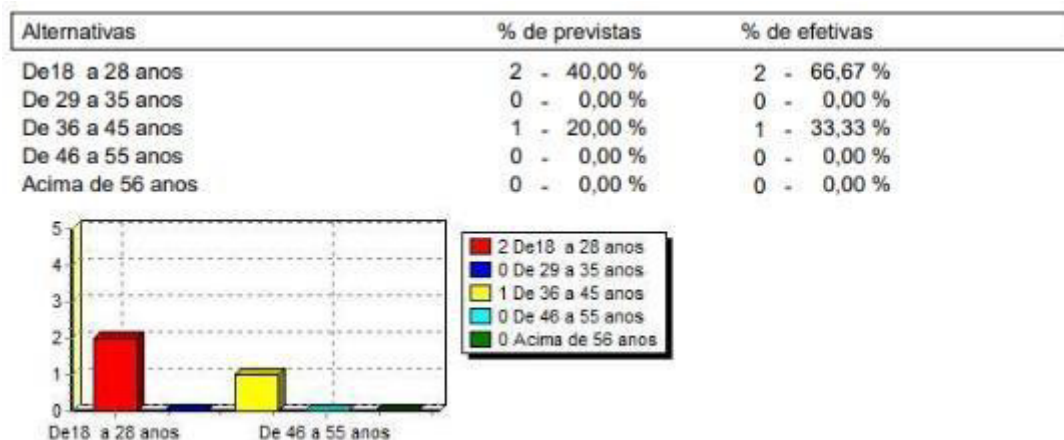 Alternativas % de previstas % de efetivas
De18 a 28 anos 2 - 40,00 % 2 - 66,67 %
De 29 a 35 anos 0 - 0,00 % 0 - 0,00 %
De 36 a 45 anos 1 - 20,00 % 1 - 33,33 %
De 46 a 55 anos 0 - 0,00 % 0 - 0,00 %
Acima de 56 anos 0 - 0,00 % 0 - 0,00 %
5
4
3
2
1
0
De18 a 28 anos De 46 a 55 anos
2 De18 a 28 anos
0 De 29 a 35 anos
1 De 36 a 45 anos
0 De 46 a 55 anos
0 Acima de 56 anos